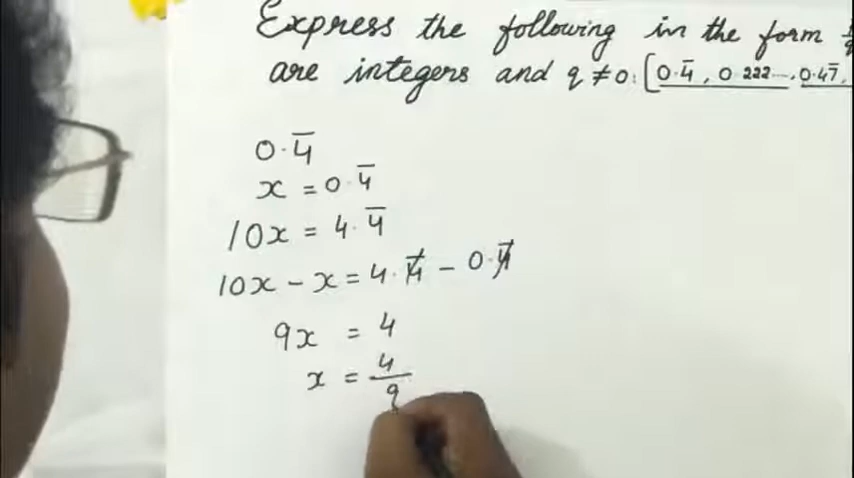 Express the following in the form
are integers and q ≠ 0: [0.4̅, 0.222..., 0.47̅,
0.4̅
x = 0.4̅
10x = 4.4̅
10x - x = 4.4̅ - 0.4̅
9x = 4
x = 4/9